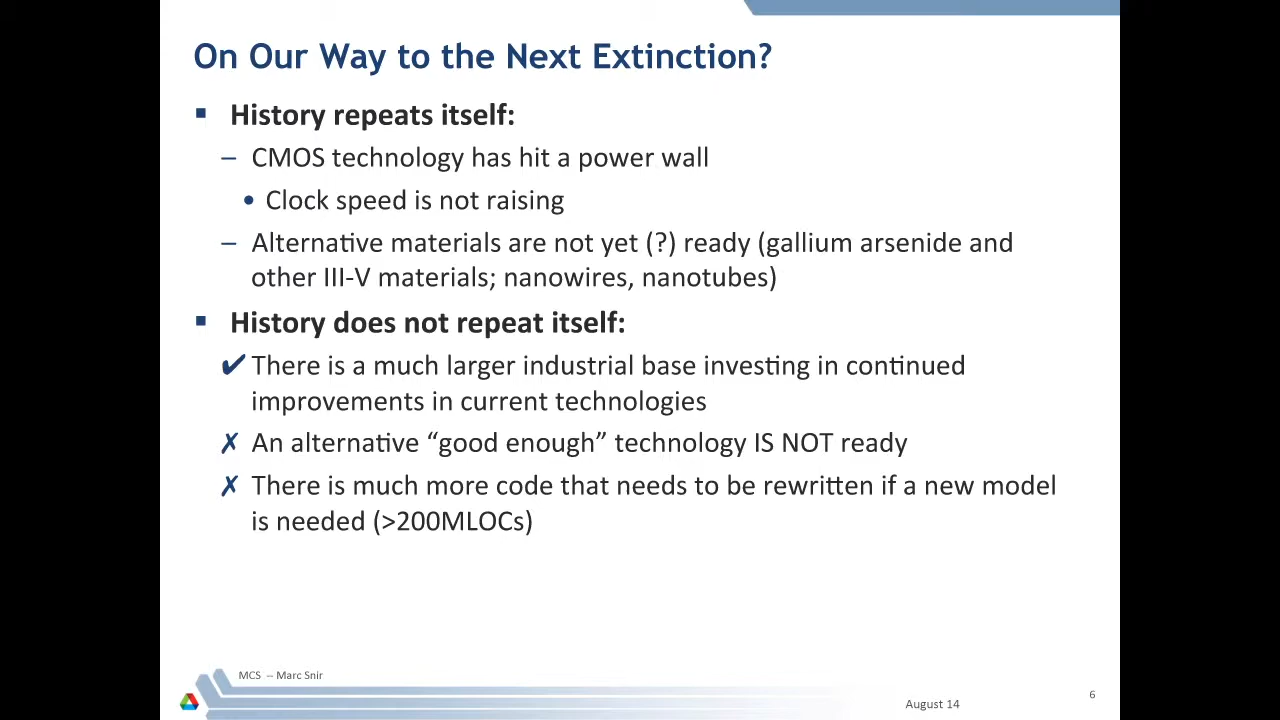 On Our Way to the Next Extinction?
▪ History repeats itself:
– CMOS technology has hit a power wall
• Clock speed is not raising
– Alternative materials are not yet (?) ready (gallium arsenide and
other III-V materials; nanowires, nanotubes)
▪ History does not repeat itself:
✔ There is a much larger industrial base investing in continued
improvements in current technologies
✗ An alternative “good enough” technology IS NOT ready
✗ There is much more code that needs to be rewritten if a new model
is needed (>200MLOCs)
MCS -- Marc Snir
August 14
6